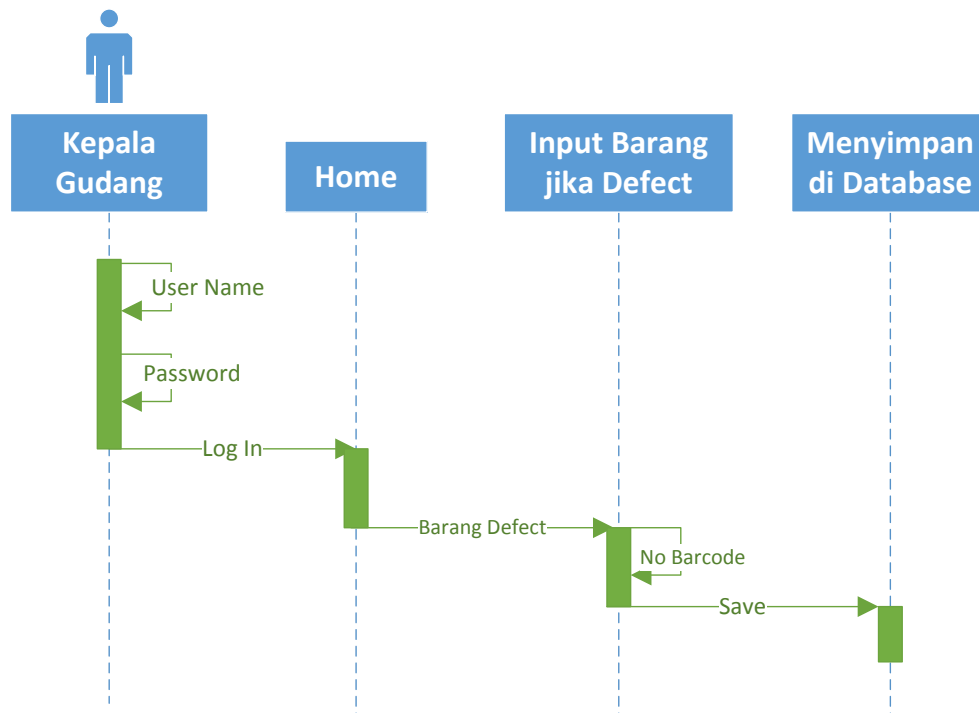 Kepala
Gudang
Home
Input Barang
jika Defect
Menyimpan
di Database
User Name
Password
Log In
Barang Defect
No Barcode
Save